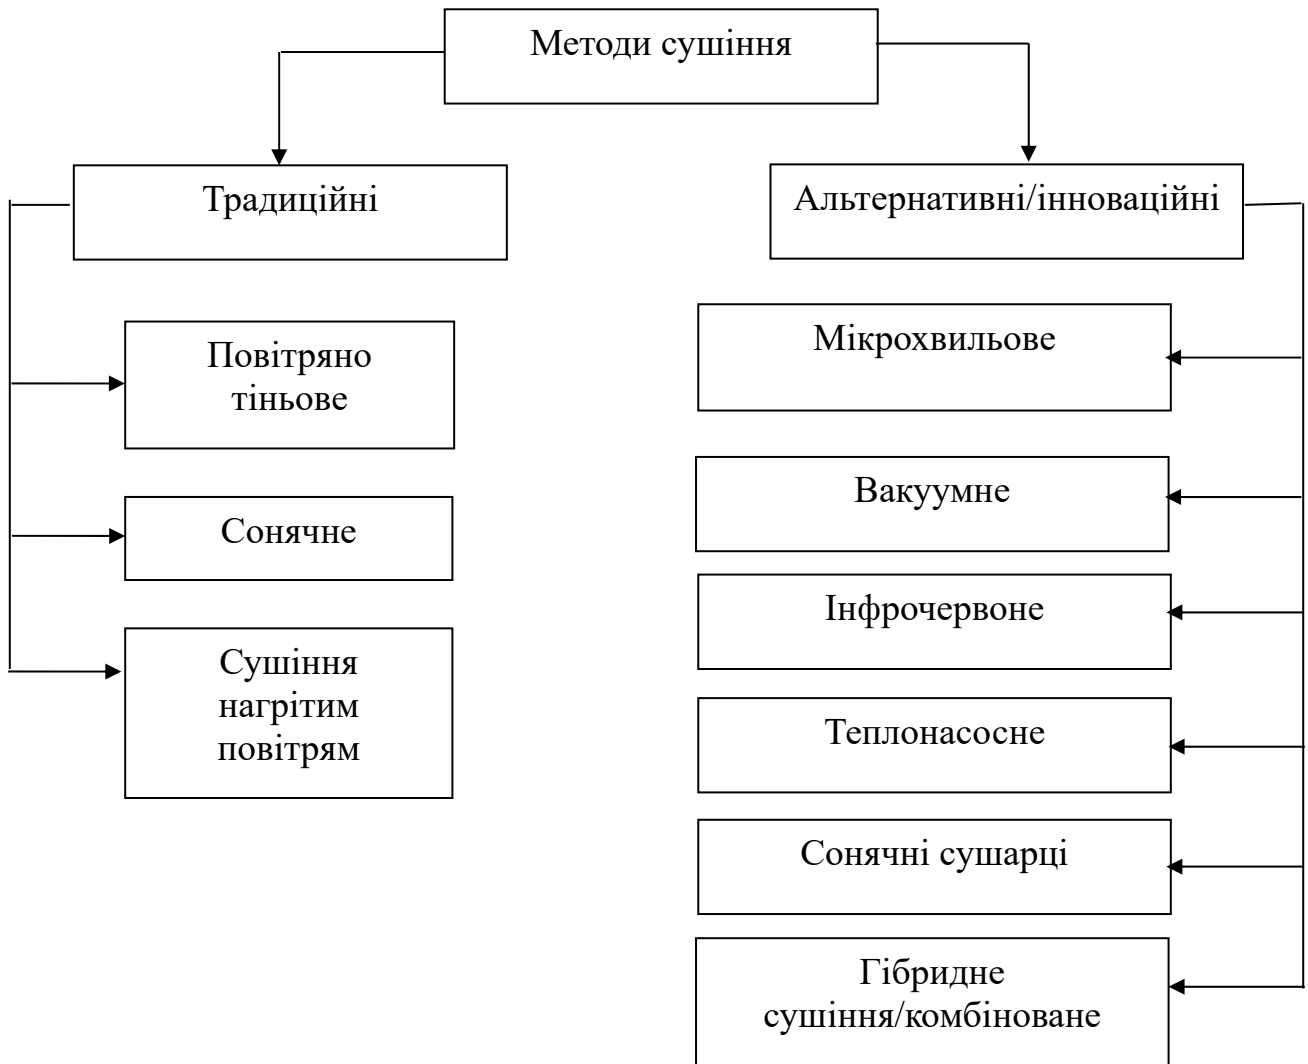 Методи сушіння
Традиційні
Повітряно
тіньове
Сонячне
Сушіння
нагрітим
повітрям
Альтернативні/інноваційні
Мікрохвильове
Вакуумне
Інфрочервоне
Теплонасосне
Сонячні сушарці
Гібридне
сушіння/комбіноване